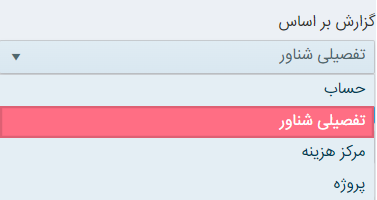 گزارش بر اساس
تفصیلی شناور
حساب
تفصیلی شناور
مرکز هزینه
پروژه